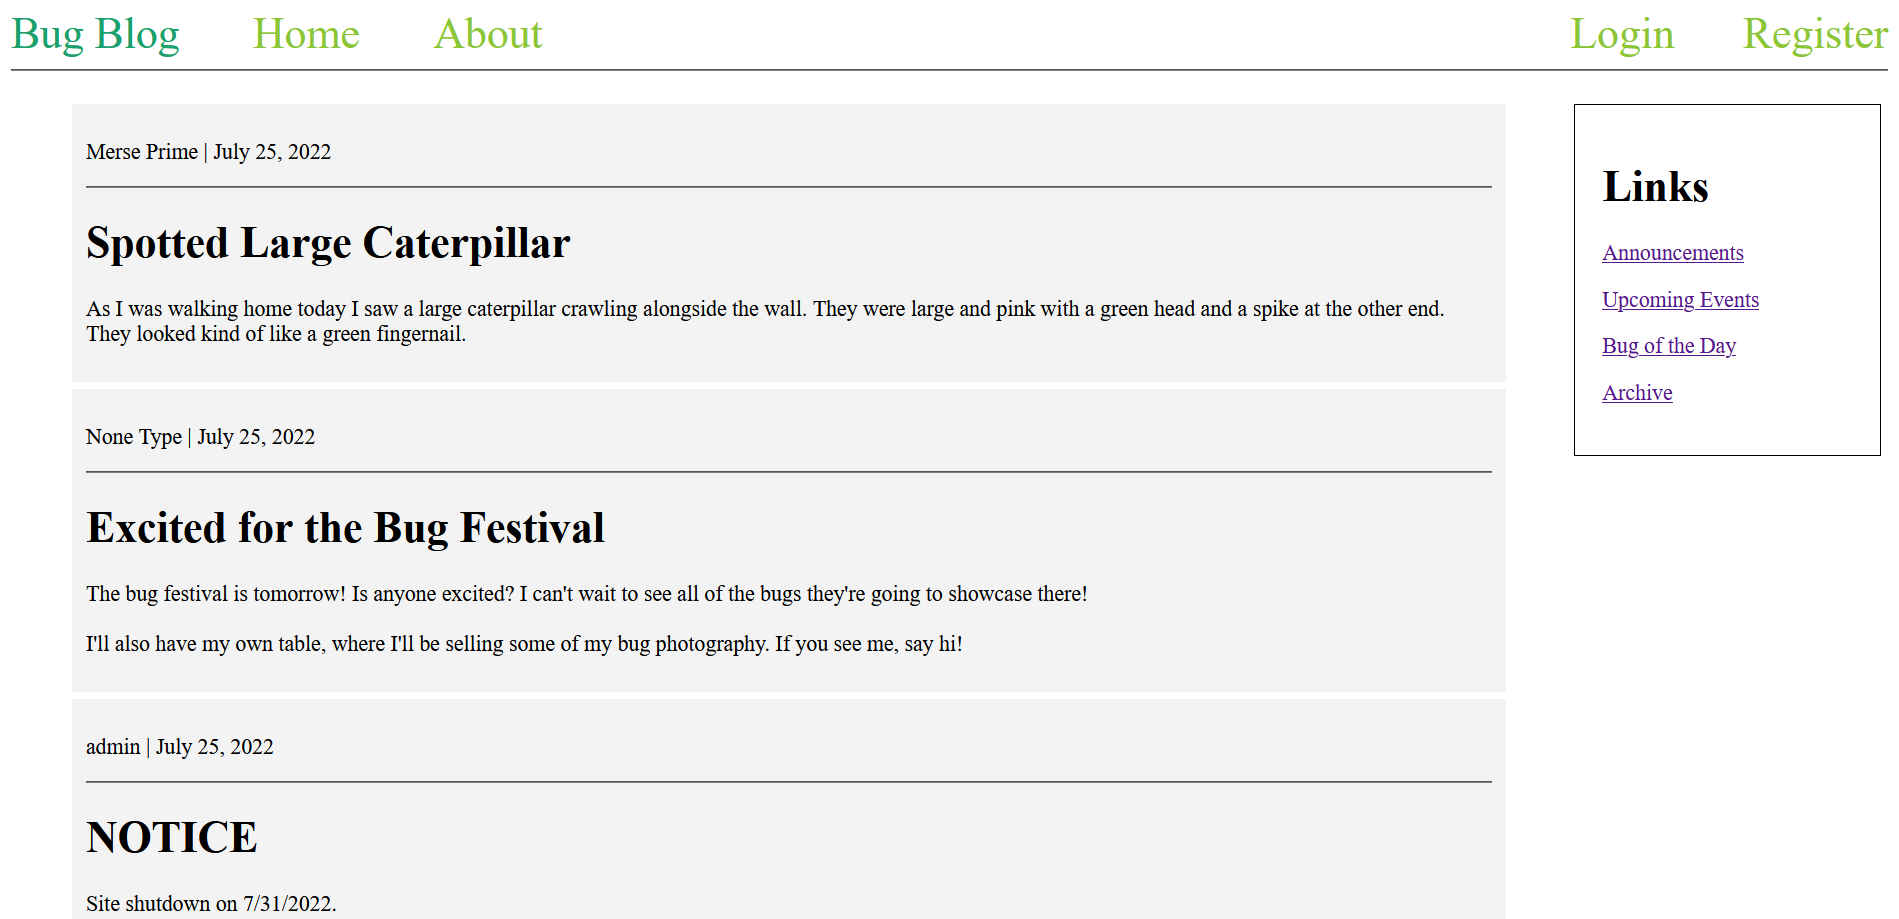 Bug Blog Home About Login Register
Merse Prime | July 25, 2022
Spotted Large Caterpillar
As I was walking home today I saw a large caterpillar crawling alongside the wall. They were large and pink with a green head and a spike at the other end.
They looked kind of like a green fingernail.
None Type | July 25, 2022
Excited for the Bug Festival
The bug festival is tomorrow! Is anyone excited? I can't wait to see all of the bugs they're going to showcase there!
I'll also have my own table, where I'll be selling some of my bug photography. If you see me, say hi!
admin | July 25, 2022
NOTICE
Site shutdown on 7/31/2022.
Links
Announcements
Upcoming Events
Bug of the Day
Archive